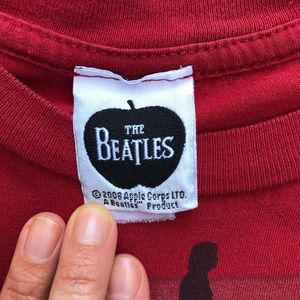 THE
BEATLES
© 2008 Apple Corps LTD.
A Beatles™ Product